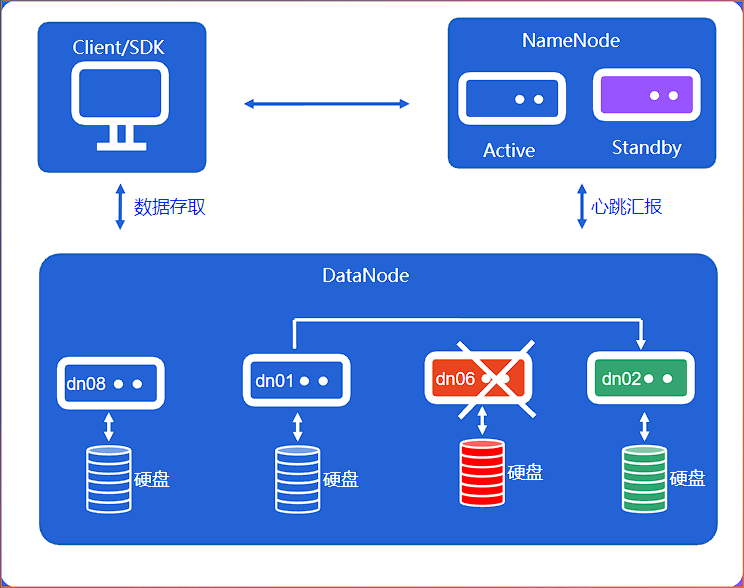 Client/SDK
NameNode
Active
Standby
数据存取
心跳汇报
DataNode
dn08
dn01
dn06
dn02
硬盘
硬盘
硬盘
硬盘